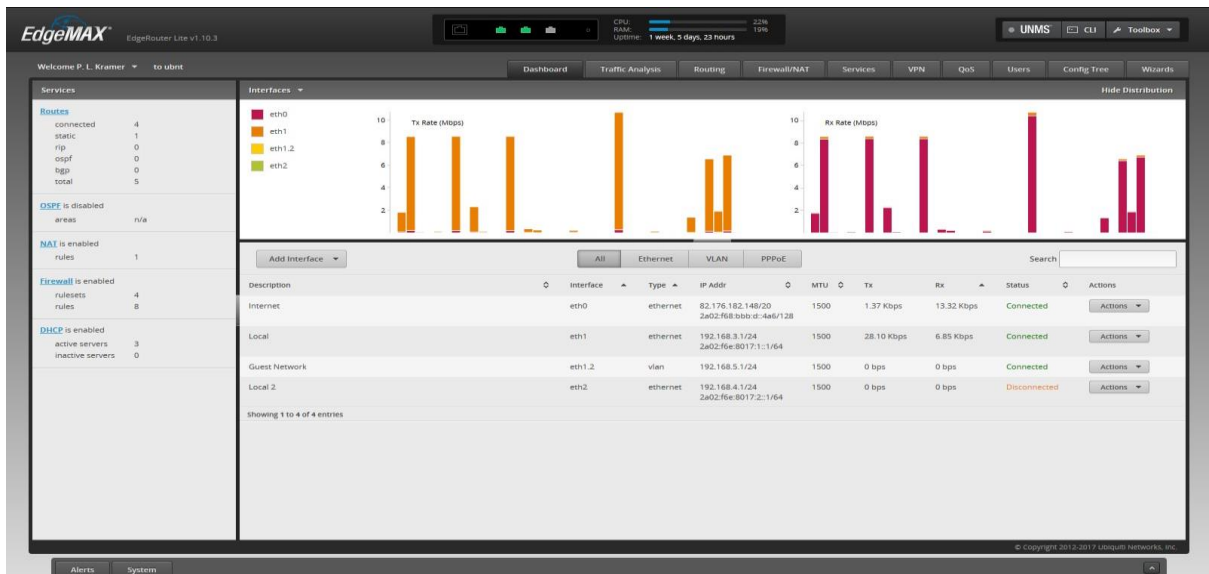 EdgeMAX EdgeRouter Lite v1.10.3
CPU: 22%
RAM: 19%
Uptime: 1 week, 5 days, 23 hours
UNMS CLI Toolbox
Welcome P. L. Kramer to ubnt
Dashboard Traffic Analysis Routing Firewall/NAT Services VPN QoS Users Config Tree Wizards
Services
Routes
connected 4
static 1
rip 0
ospf 0
bgp 0
total 5
OSPF is disabled
areas n/a
NAT is enabled
rules 1
Firewall is enabled
rulesets 4
rules 8
DHCP is enabled
active servers 3
inactive servers 0
Interfaces Hide Distribution
eth0
eth1
eth1.2
eth2
Tx Rate (Mbps)
10
8
6
4
2
Rx Rate (Mbps)
10
8
6
4
2
Add Interface All Ethernet VLAN PPPoE Search
Description Interface Type IP Addr MTU Tx Rx Status Actions
Internet eth0 ethernet 82.176.182.148/20 1500 1.37 Kbps 13.32 Kbps Connected Actions
2a02:f68:bbb:d::4a6/128
Local eth1 ethernet 192.168.3.1/24 1500 28.10 Kbps 6.85 Kbps Connected Actions
2a02:f6e:8017:1::1/64
Guest Network eth1.2 vlan 192.168.5.1/24 1500 0 bps 0 bps Connected Actions
Local 2 eth2 ethernet 192.168.4.1/24 1500 0 bps 0 bps Disconnected Actions
2a02:f6e:8017:2::1/64
Showing 1 to 4 of 4 entries
© Copyright 2012-2017 Ubiquiti Networks, Inc.
Alerts System